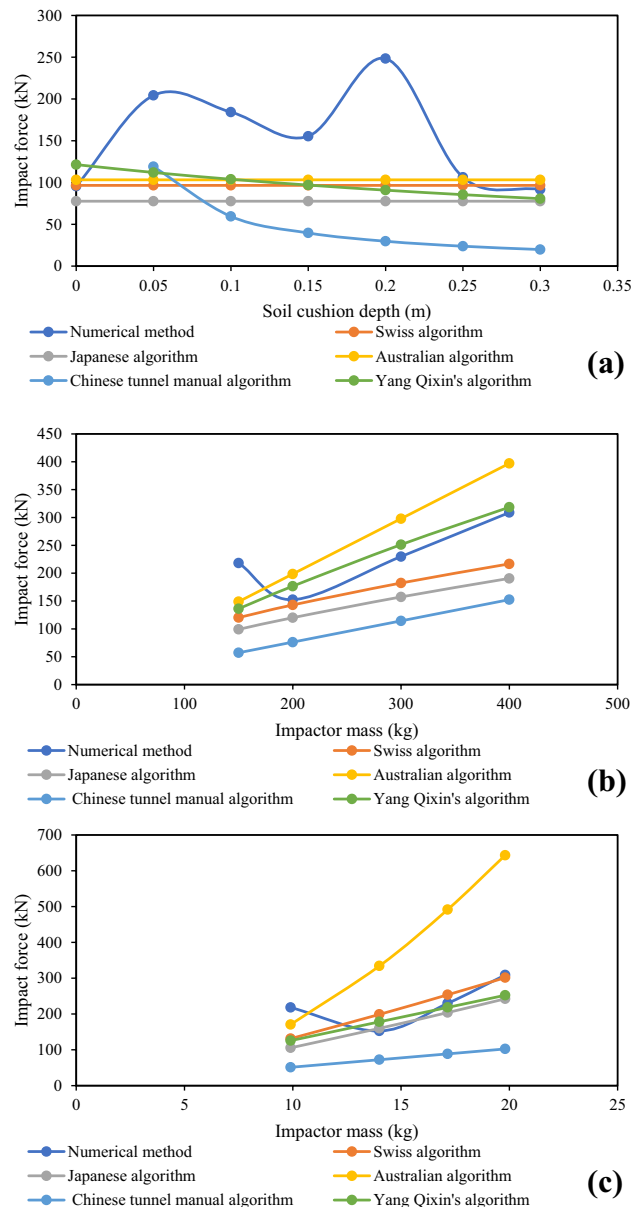 300
250
200
150
100
50
0
Impact force (kN)
0 0.05 0.1 0.15 0.2 0.25 0.3 0.35
Soil cushion depth (m)
Numerical method Swiss algorithm
Japanese algorithm Australian algorithm
Chinese tunnel manual algorithm Yang Qixin's algorithm
(a)
450
400
350
300
250
200
150
100
50
0
Impact force (kN)
0 100 200 300 400 500
Impactor mass (kg)
Numerical method Swiss algorithm
Japanese algorithm Australian algorithm
Chinese tunnel manual algorithm Yang Qixin's algorithm
(b)
700
600
500
400
300
200
100
0
Impact force (kN)
0 5 10 15 20 25
Impactor mass (kg)
Numerical method Swiss algorithm
Japanese algorithm Australian algorithm
Chinese tunnel manual algorithm Yang Qixin's algorithm
(c)